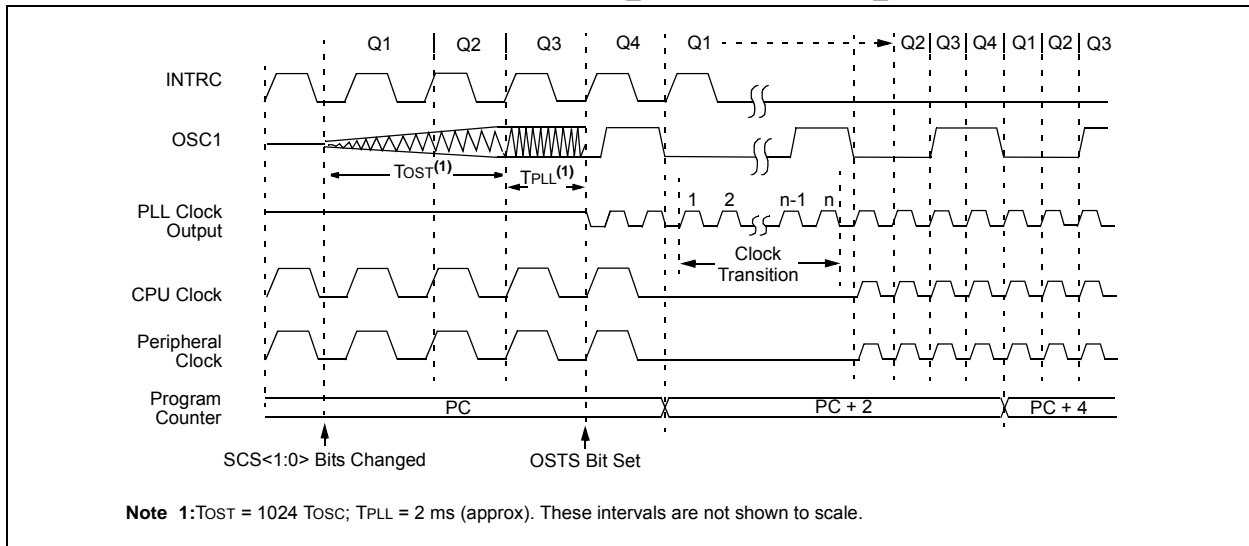 Q1 Q2 Q3 Q4 Q1 Q2 Q3 Q4 Q1 Q2 Q3
INTRC
OSC1
TOST(1)
TPLL(1)
1 2 n-1 n
PLL Clock
Output
Clock
Transition
CPU Clock
Peripheral
Clock
Program
Counter
PC PC + 2 PC + 4
SCS<1:0> Bits Changed OSTS Bit Set
Note 1:TOST = 1024 TOSC; TPLL = 2 ms (approx). These intervals are not shown to scale.